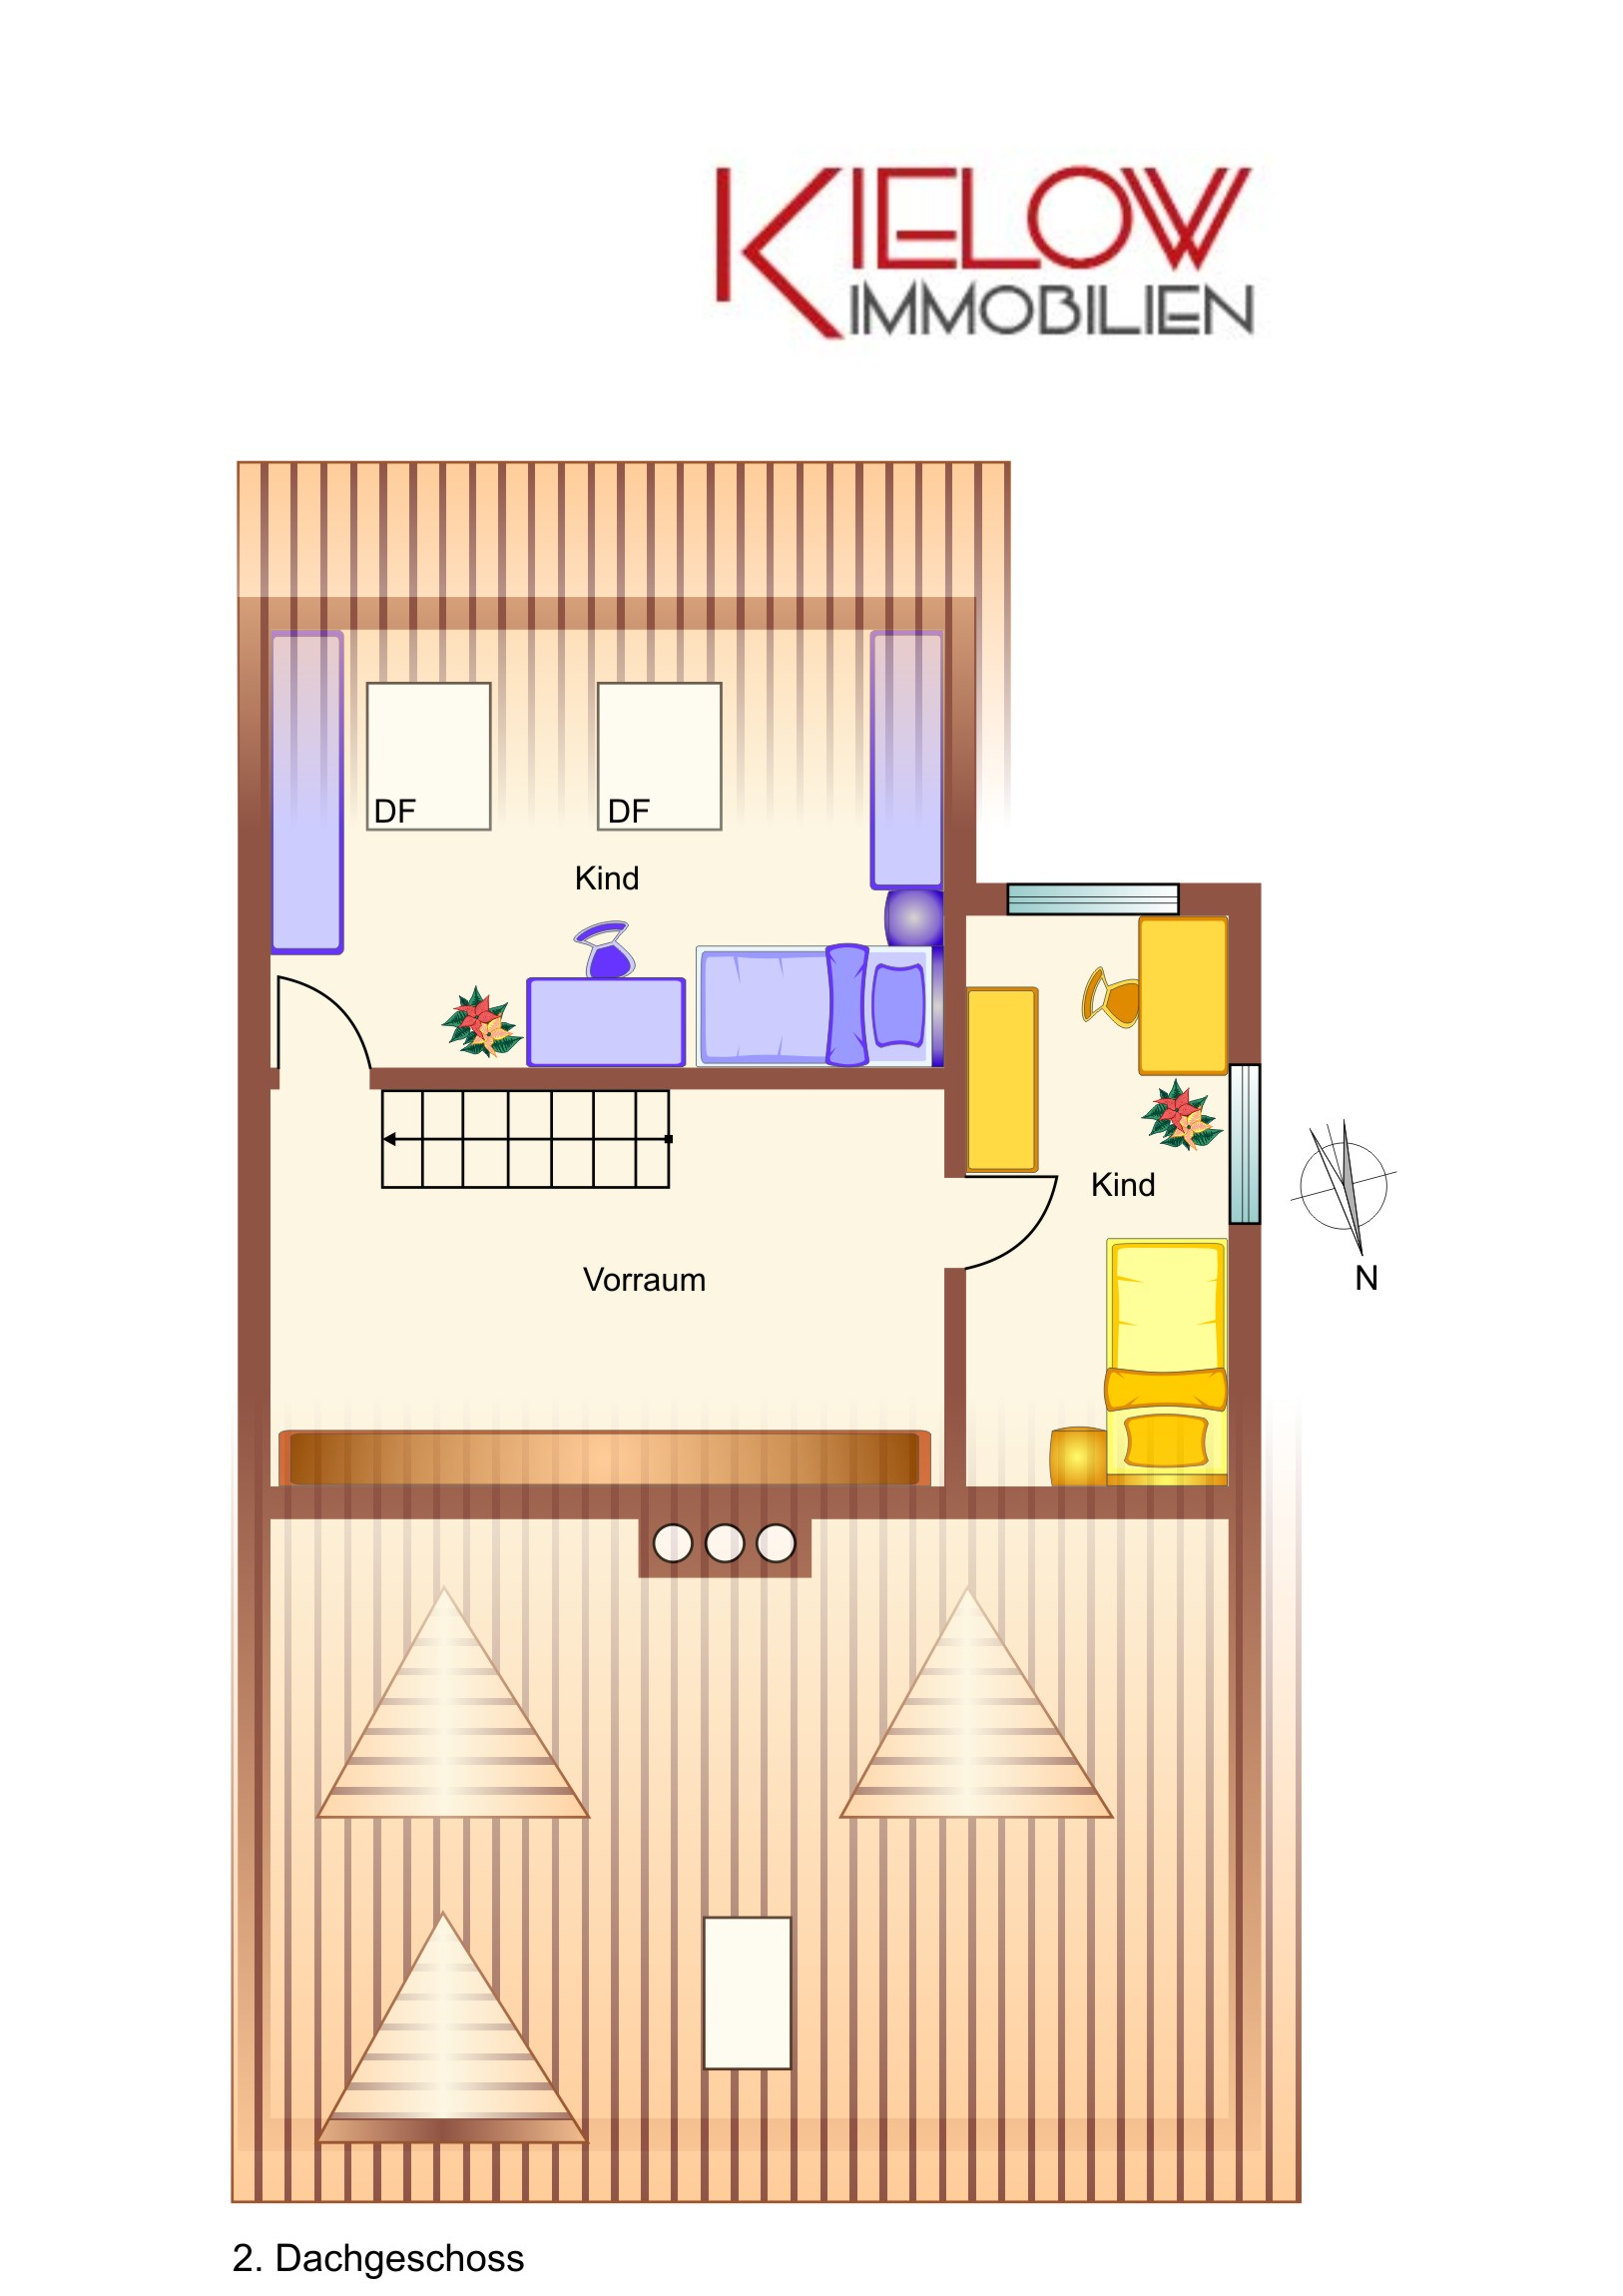 KIELOW
IMMOBILIEN
DF
DF
Kind
Kind
Vorraum
N
2. Dachgeschoss